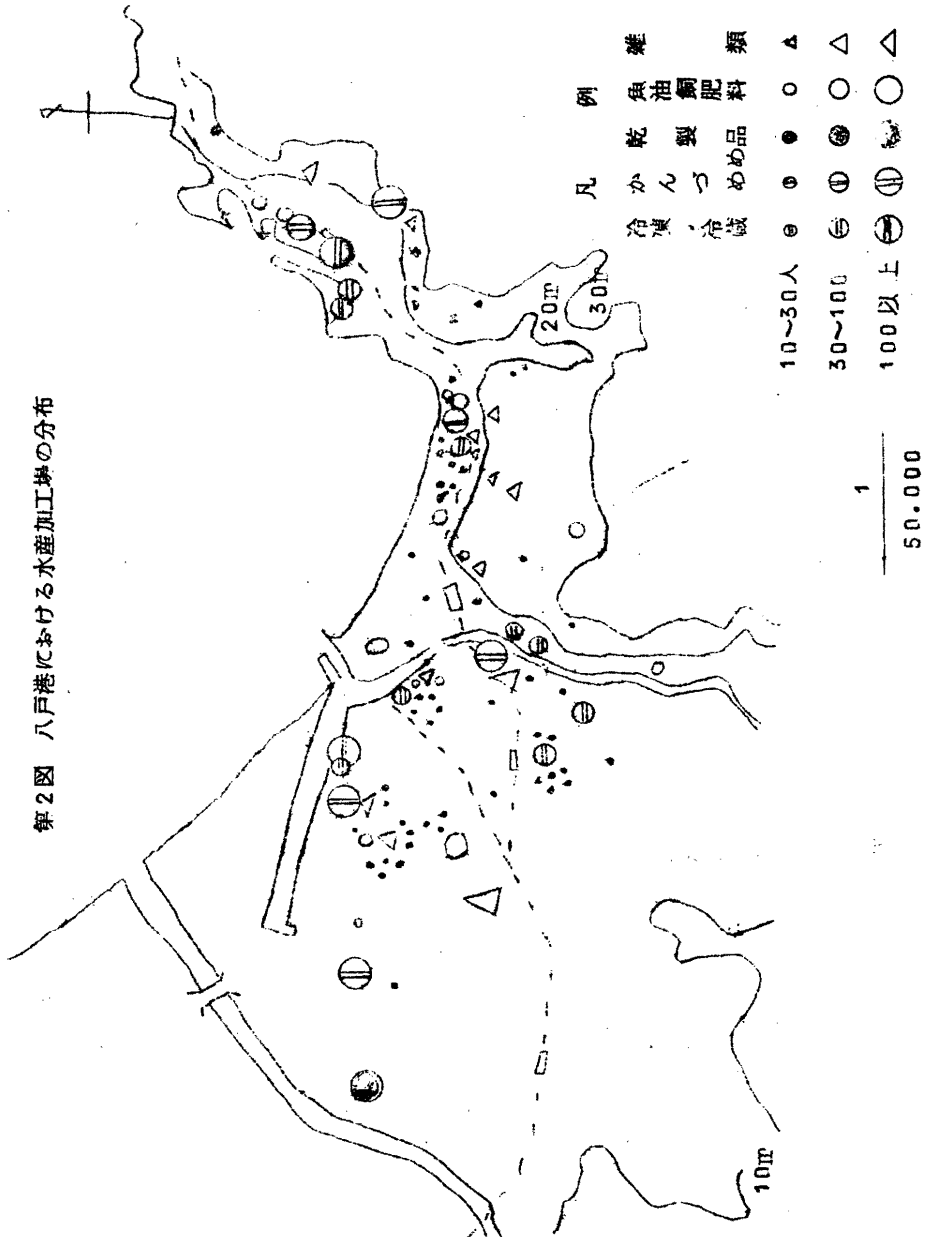 第2図 八戸港における水産加工場の分布
凡例
冷凍・冷蔵
かんづめ
乾製品
魚油飼肥料
雑類
10~30人
30~100
100以上
20m
30m
10m
1
50.000